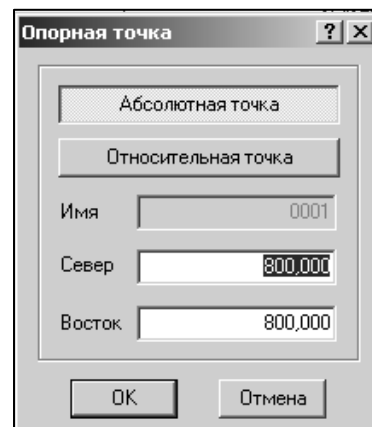 Опорная точка
Абсолютная точка
Относительная точка
Имя 0001
Север 800,000
Восток 800,000
OK Отмена